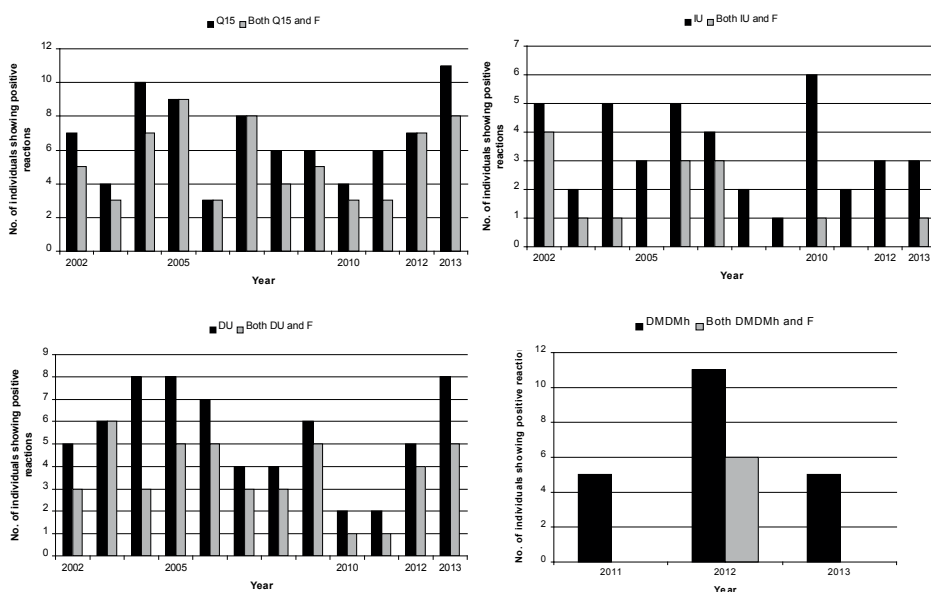 Q15 Both Q15 and F
No. of individuals showing positive
reactions
12
10
8
6
4
2
0
2002 2005 2010 2012 2013
Year
IU Both IU and F
No. of individuals showing positive
reactions
7
6
5
4
3
2
1
0
2002 2005 2010 2012 2013
Year
DU Both DU and F
No. of individuals showing positive
reactions
9
8
7
6
5
4
3
2
1
0
2002 2005 2010 2012 2013
Year
DMDMh Both DMDMh and F
No. of individuals showing positive reaction
12
10
8
6
4
2
0
2011 2012 2013
Year